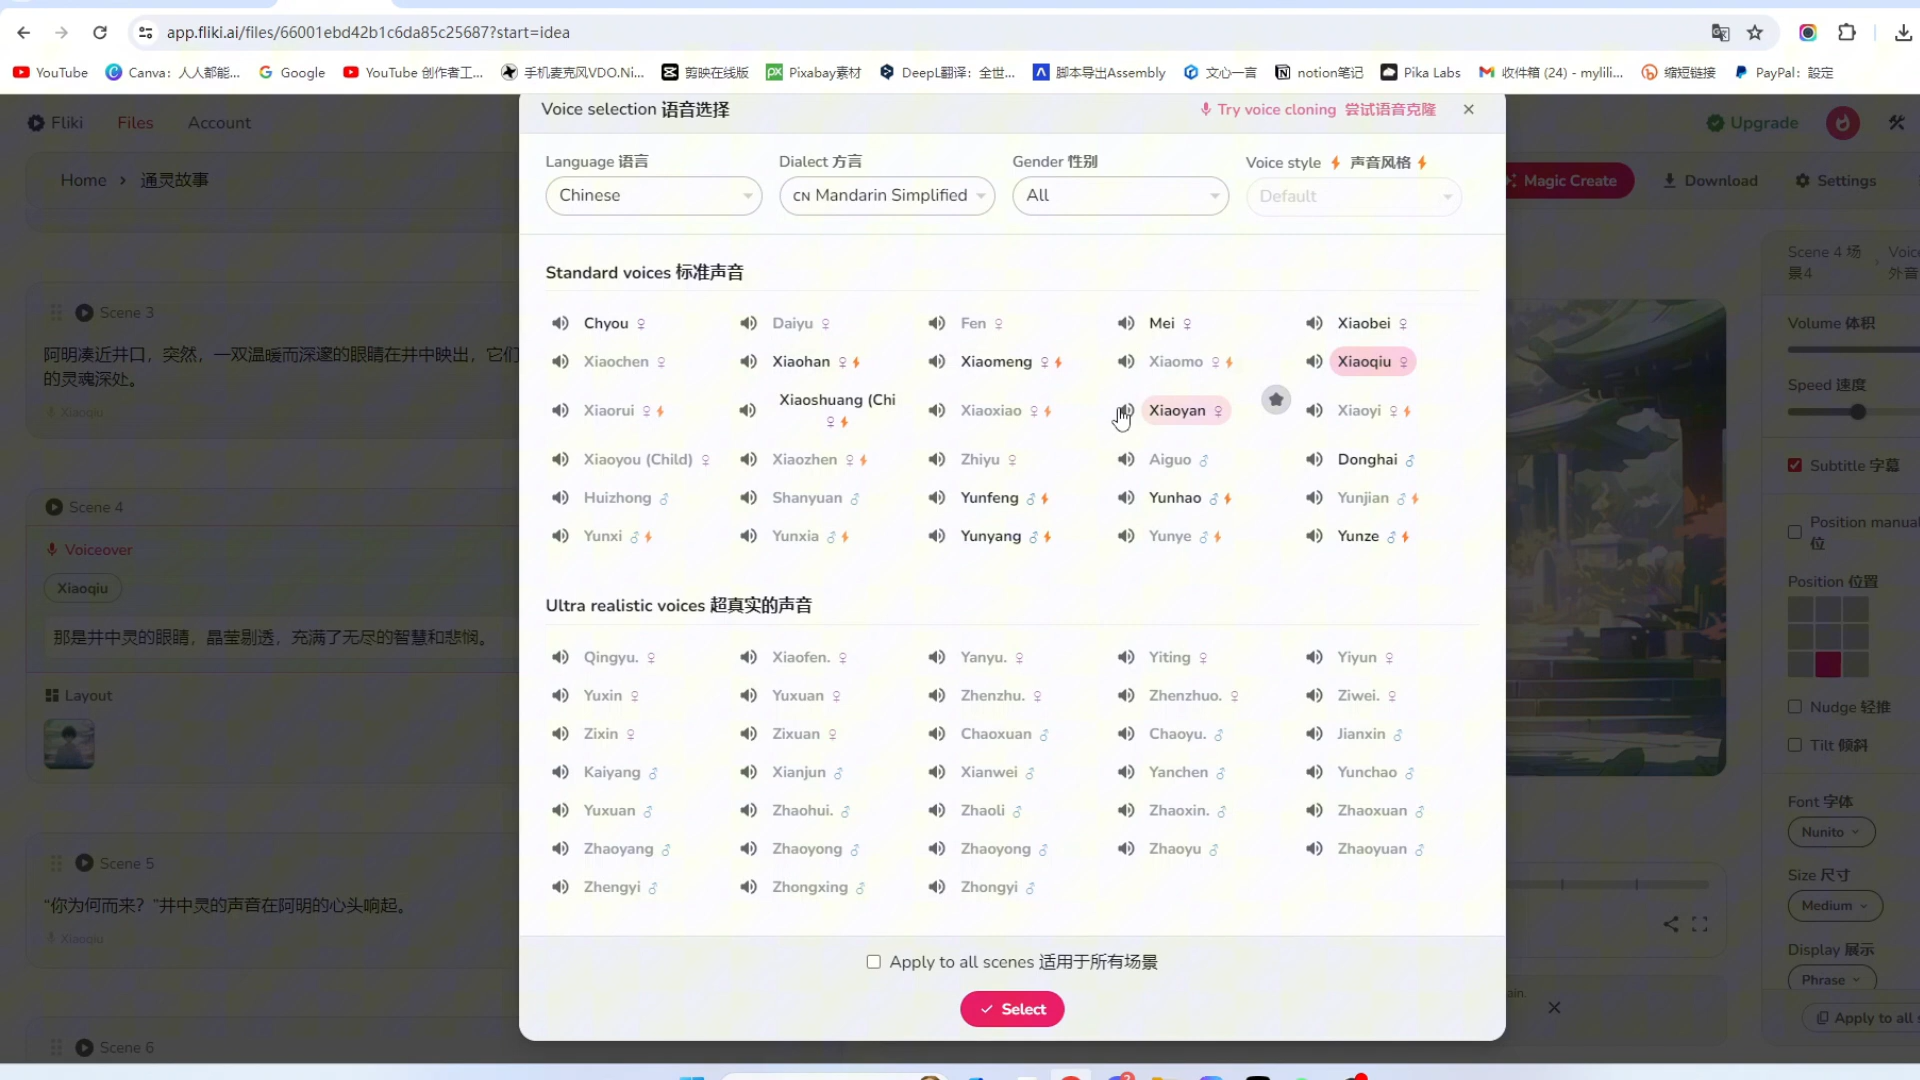 app.fliki.ai/files/66001ebd42b1c6da85c25687?start=idea
YouTube
Canva：人人都能...
Google
YouTube 创作者工...
手机麦克风VDO.Ni...
剪映在线版
Pixabay素材
DeepL翻译：全世...
脚本导出Assembly
文心一言
notion笔记
Pika Labs
收件箱 (24) - mylili...
缩短链接
PayPal：設定
Fliki
Files
Account
Upgrade
Home
通灵故事
Magic Create
Download
Settings
Scene 3
阿明凑近井口，突然，一双温暖而深邃的眼睛在井中映出，它们
的灵魂深处。
Xiaoqiu
Scene 4
Voiceover
Xiaoqiu
那是井中灵的眼睛，晶莹剔透，充满了无尽的智慧和悲悯。
Layout
Scene 5
“你为何而来？”井中灵的声音在阿明的心头响起。
Xiaoqiu
Scene 6
Voice selection 语音选择
Try voice cloning 尝试语音克隆
Language 语言
Dialect 方言
Gender 性别
Voice style 声音风格
Chinese
CN Mandarin Simplified
All
Default
Standard voices 标准声音
Chyou ♀
Daiyu ♀
Fen ♀
Mei ♀
Xiaobei ♀
Xiaochen ♀
Xiaohan ♀
Xiaomeng ♀
Xiaomo ♀
Xiaoqiu ♀
Xiaorui ♀
Xiaoshuang (Chi
♀
Xiaoxiao ♀
Xiaoyan ♀
Xiaoyi ♀
Xiaoyou (Child) ♀
Xiaozhen ♀
Zhiyu ♀
Aiguo ♂
Donghai ♂
Huizhong ♂
Shanyuan ♂
Yunfeng ♂
Yunhao ♂
Yunjian ♂
Yunxi ♂
Yunxia ♂
Yunyang ♂
Yunye ♂
Yunze ♂
Ultra realistic voices 超真实的声音
Qingyu. ♀
Xiaofen. ♀
Yanyu. ♀
Yiting ♀
Yiyun ♀
Yuxin ♀
Yuxuan ♀
Zhenzhu. ♀
Zhenzhuo. ♀
Ziwei. ♀
Zixin ♀
Zixuan ♀
Chaoxuan ♂
Chaoyu. ♂
Jianxin ♂
Kaiyang ♂
Xianjun ♂
Xianwei ♂
Yanchen ♂
Yunchao ♂
Yuxuan ♂
Zhaohui. ♂
Zhaoli ♂
Zhaoxin. ♂
Zhaoxuan ♂
Zhaoyang ♂
Zhaoyong ♂
Zhaoyong ♂
Zhaoyu ♂
Zhaoyuan ♂
Zhengyi ♂
Zhongxing ♂
Zhongyi ♂
Apply to all scenes 适用于所有场景
Select
Scene 4 场
景4
Voic
外音
Volume 体积
Speed 速度
Subtitle 字幕
Position manual
位
Position 位置
Nudge 轻推
Tilt 倾斜
Font 字体
Nunito
Size 尺寸
Medium
Display 展示
Phrase
ain.
Apply to all s
2